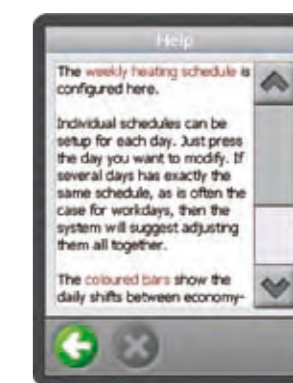 Help
The weekly heating schedule is
configured here.
Individual schedules can be
setup for each day. Just press
the day you want to modify. If
several days has exactly the
same schedule, as is often the
case for workdays, then the
system will suggest adjusting
them all together.
The coloured bars show the
daily shifts between economy-